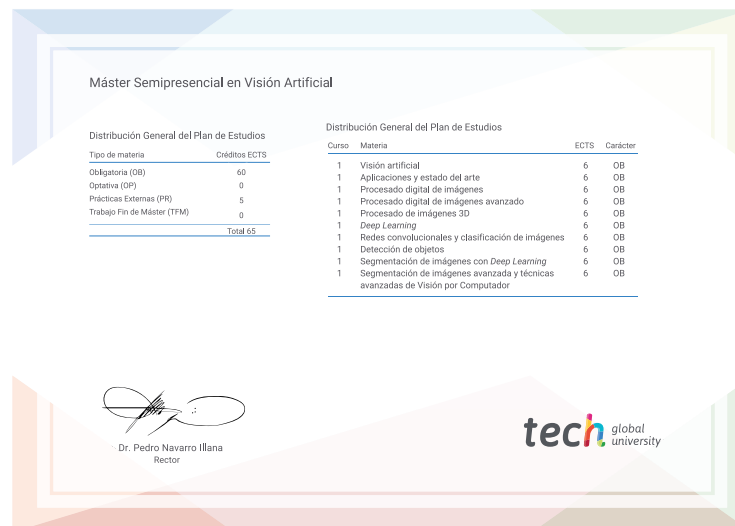 Máster Semipresencial en Visión Artificial
Distribución General del Plan de Estudios
Tipo de materia Créditos ECTS
Obligatoria (OB) 60
Optativa (OP) 0
Prácticas Externas (PR) 5
Trabajo Fin de Máster (TFM) 0
Total 65
Distribución General del Plan de Estudios
Curso Materia ECTS Carácter
1 Visión artificial 6 OB
1 Aplicaciones y estado del arte 6 OB
1 Procesado digital de imágenes 6 OB
1 Procesado digital de imágenes avanzado 6 OB
1 Procesado de imágenes 3D 6 OB
1 Deep Learning 6 OB
1 Redes convolucionales y clasificación de imágenes 6 OB
1 Detección de objetos 6 OB
1 Segmentación de imágenes con Deep Learning 6 OB
1 Segmentación de imágenes avanzada y técnicas 6 OB
avanzadas de Visión por Computador
Dr. Pedro Navarro Illana
Rector
tech global
university